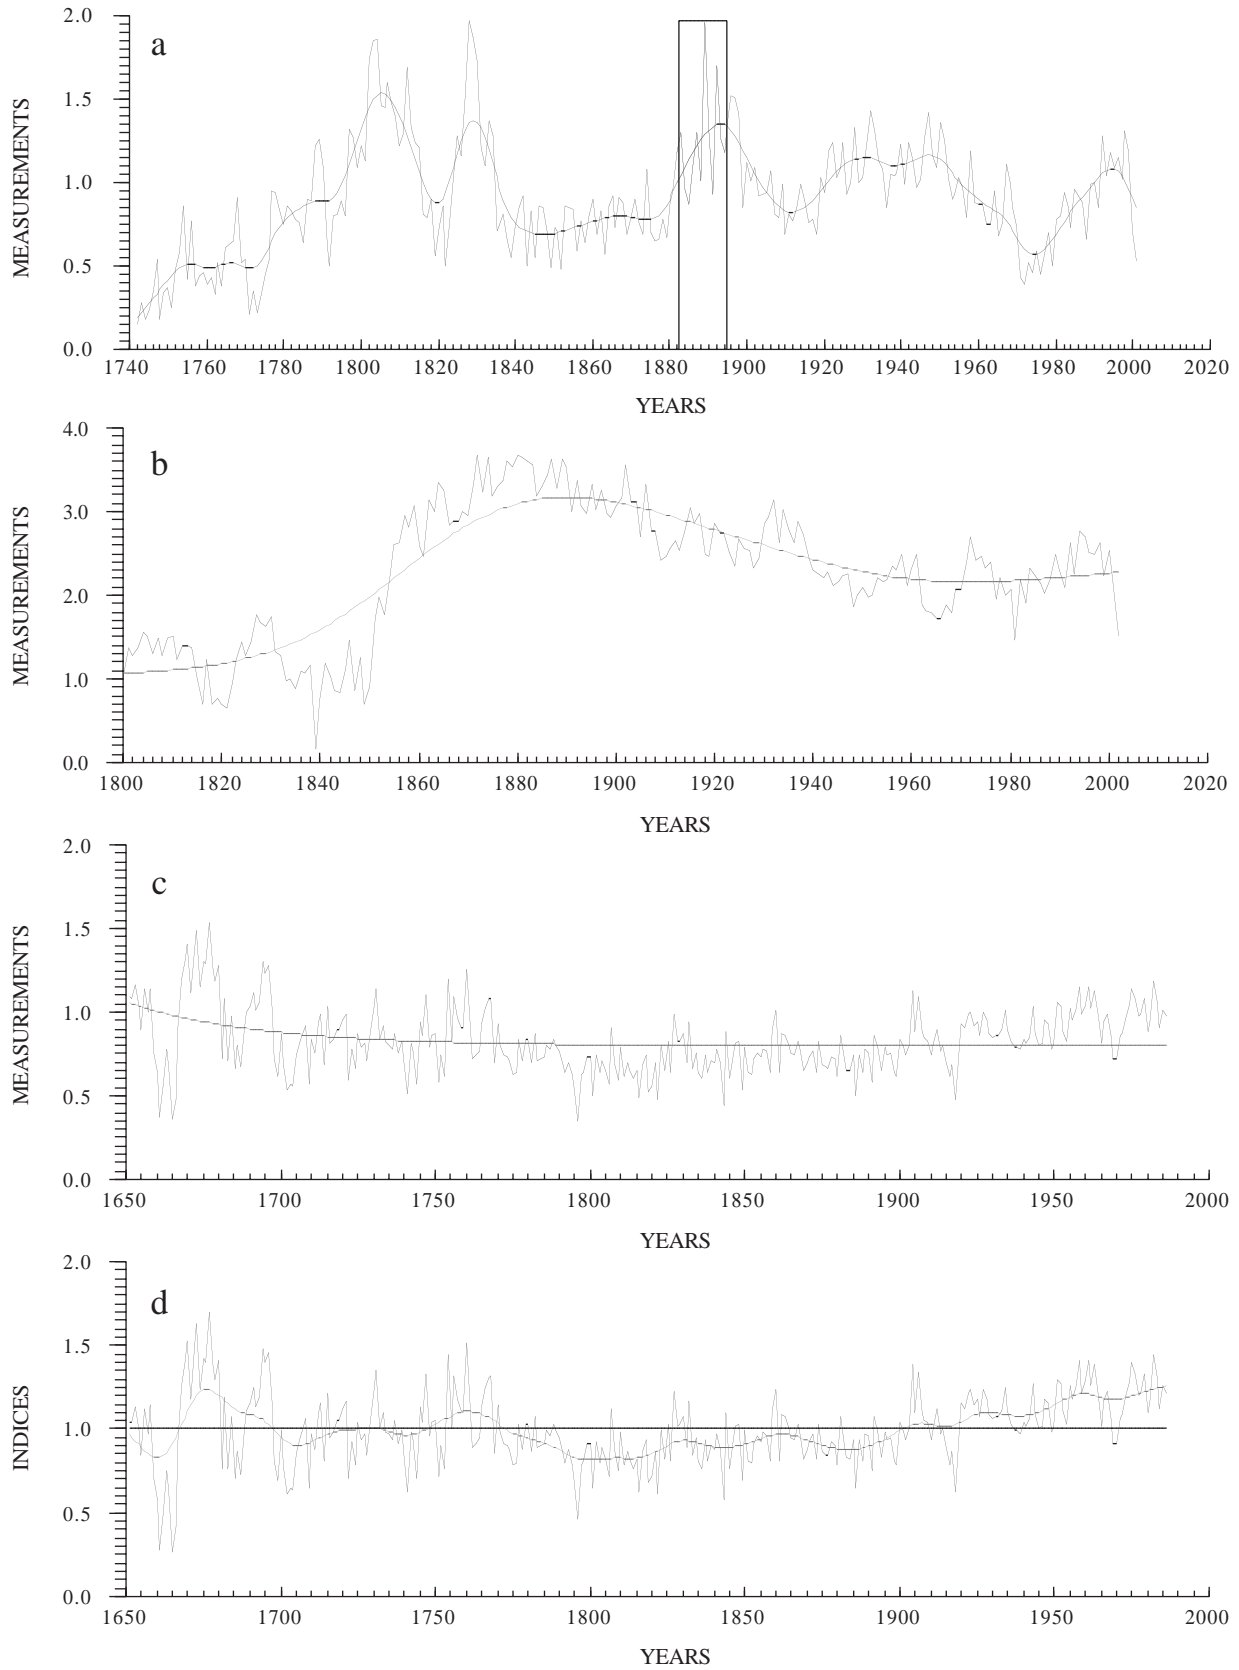 a
MEASUREMENTS
2.0
1.5
1.0
0.5
0.0
1740 1760 1780 1800 1820 1840 1860 1880 1900 1920 1940 1960 1980 2000 2020
YEARS
b
MEASUREMENTS
4.0
3.0
2.0
1.0
0.0
1800 1820 1840 1860 1880 1900 1920 1940 1960 1980 2000 2020
YEARS
c
MEASUREMENTS
2.0
1.5
1.0
0.5
0.0
1650 1700 1750 1800 1850 1900 1950 2000
YEARS
d
INDICES
2.0
1.5
1.0
0.5
0.0
1650 1700 1750 1800 1850 1900 1950 2000
YEARS